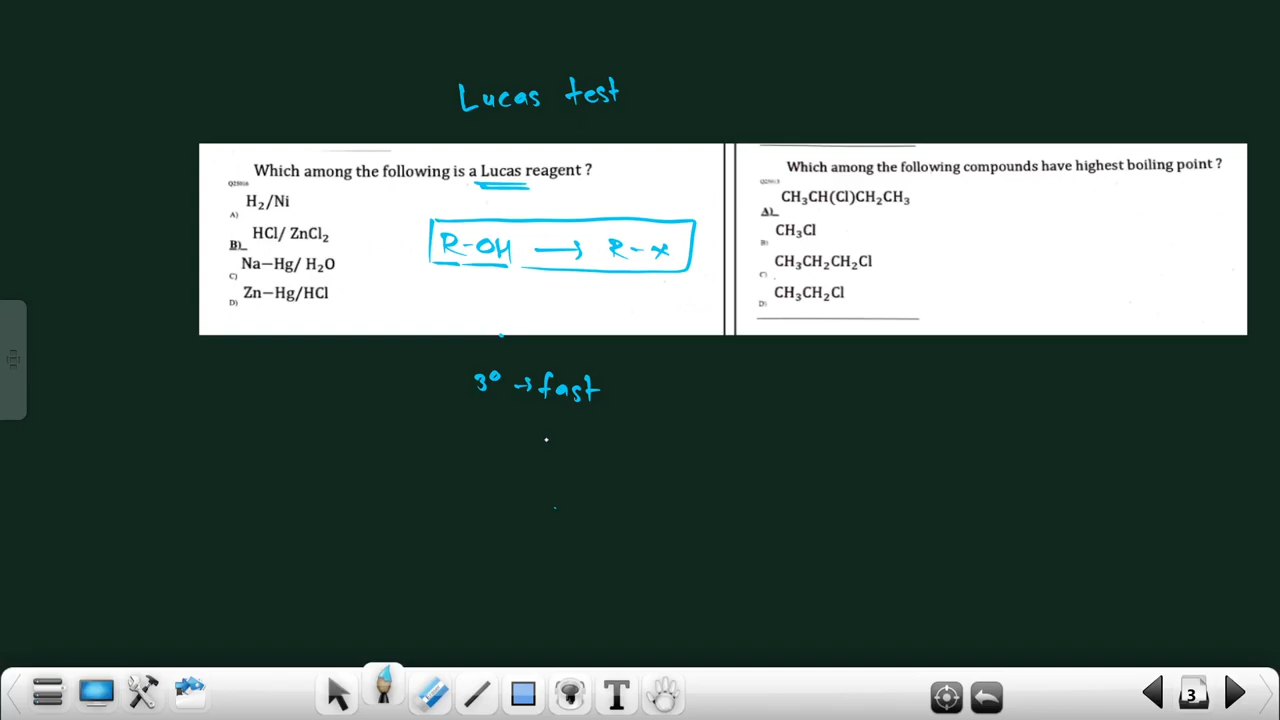 Lucas test
Which among the following is a Lucas reagent ?
A) H₂/Ni
B) HCl/ ZnCl₂
C) Na−Hg/ H₂O
D) Zn−Hg/HCl
R-OH → R-x
Which among the following compounds have highest boiling point ?
A) CH₃CH(Cl)CH₂CH₃
B) CH₃Cl
C) CH₃CH₂CH₂Cl
D) CH₃CH₂Cl
3° → fast
T
3